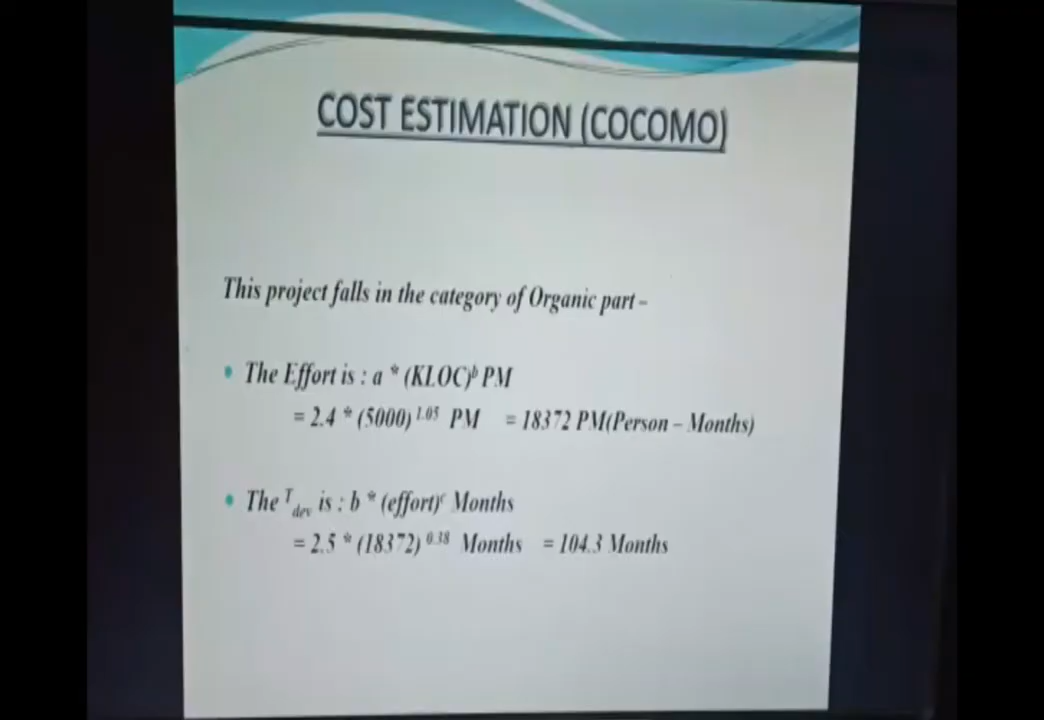 COST ESTIMATION (COCOMO)
This project falls in the category of Organic part –
• The Effort is : a * (KLOC)ᵇ PM
= 2.4 * (5000)¹·⁰⁵ PM = 18372 PM(Person – Months)
• The ᵀdev is : b * (effort)ᶜ Months
= 2.5 * (18372)⁰·³⁸ Months = 104.3 Months